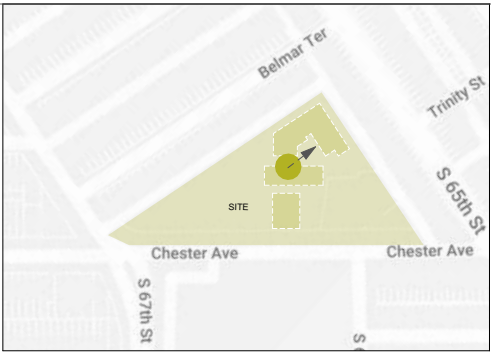 Belmar Ter
Trinity St
S 65th St
SITE
Chester Ave
Chester Ave
S 67th St
S